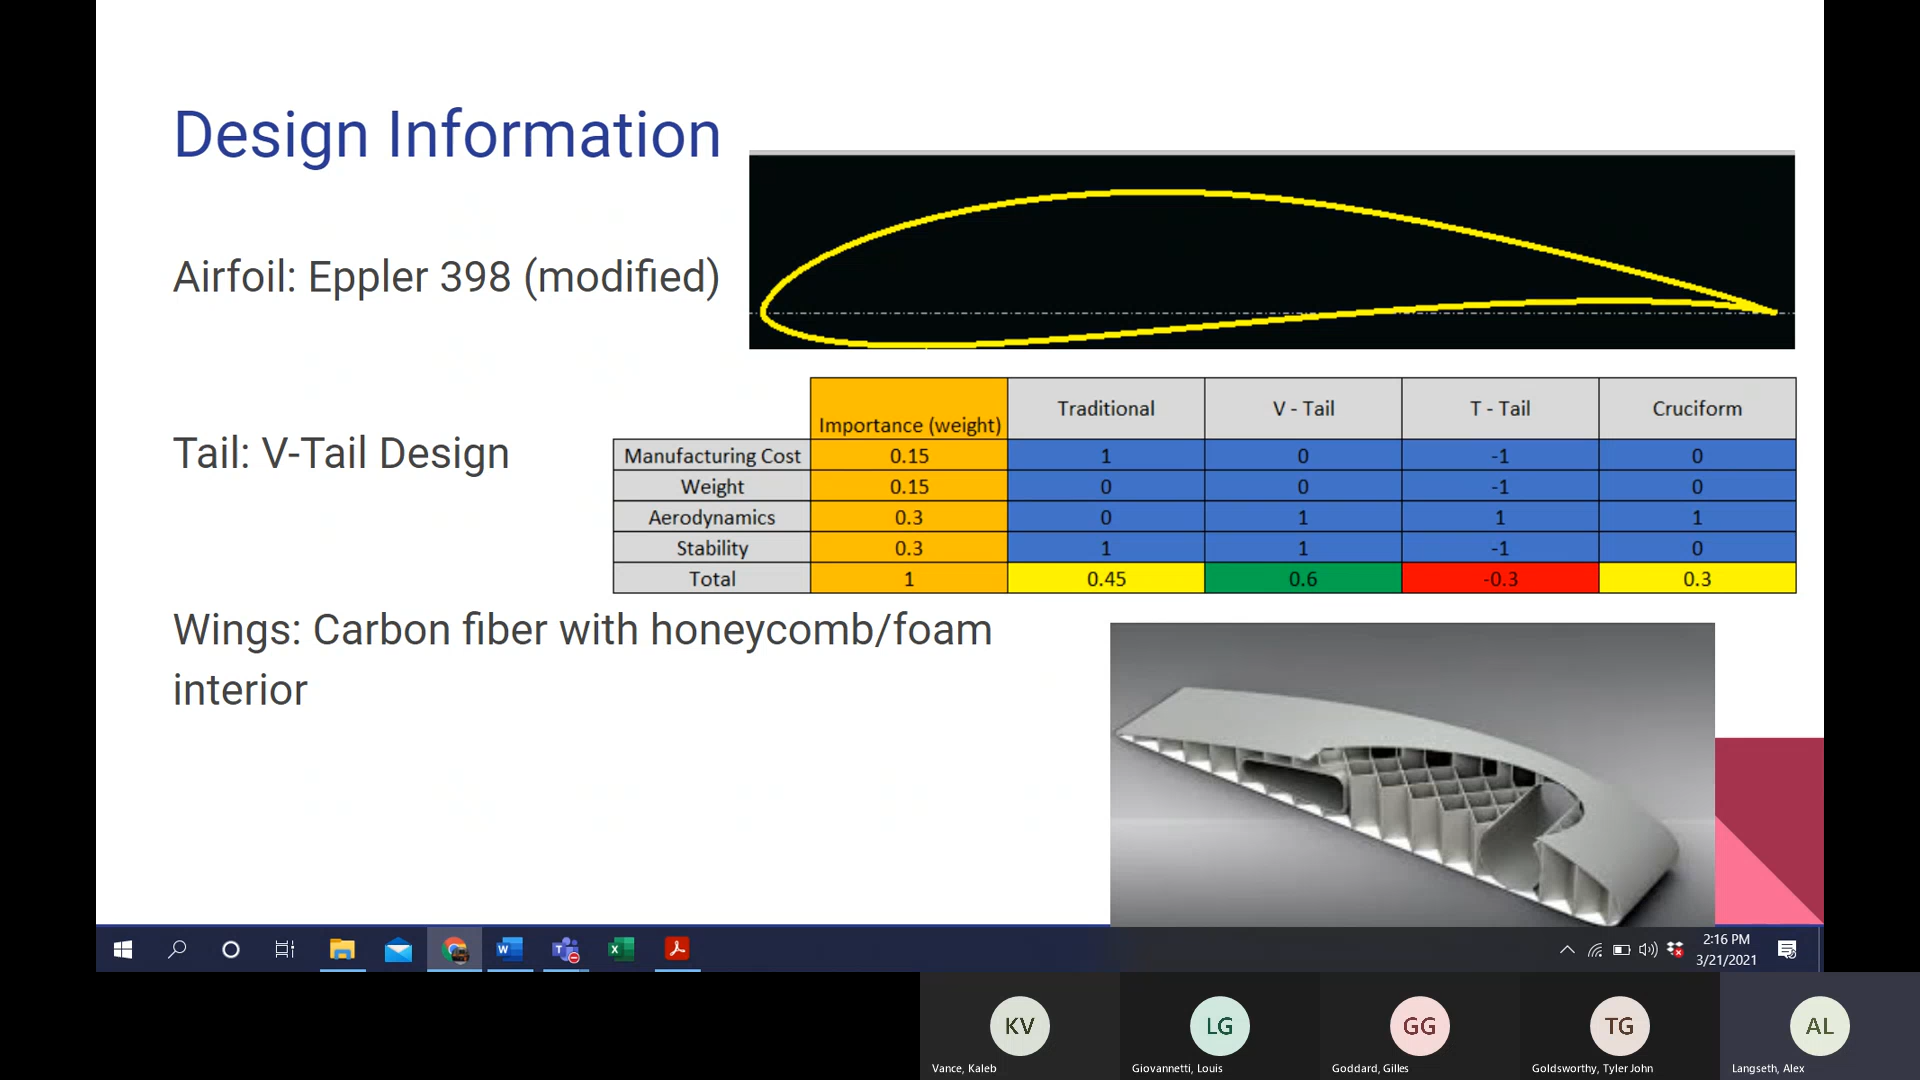 Design Information
Airfoil: Eppler 398 (modified)
Tail: V-Tail Design
Importance (weight) Traditional V - Tail T - Tail Cruciform
Manufacturing Cost 0.15 1 0 -1 0
Weight 0.15 0 0 -1 0
Aerodynamics 0.3 0 1 1 1
Stability 0.3 1 1 -1 0
Total 1 0.45 0.6 -0.3 0.3
Wings: Carbon fiber with honeycomb/foam
interior
2:16 PM
3/21/2021
KV LG GG TG AL
Vance, Kaleb Giovannetti, Louis Goddard, Gilles Goldsworthy, Tyler John Langseth, Alex